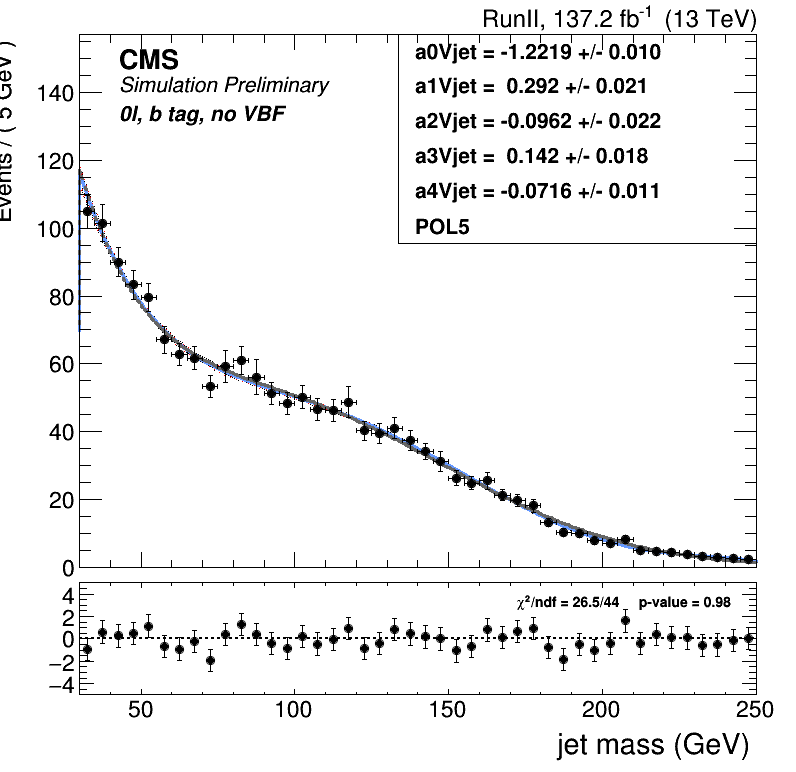 RunII, 137.2 fb-1 (13 TeV)
CMS
Simulation Preliminary
0l, b tag, no VBF
a0Vjet = -1.2219 +/- 0.010
a1Vjet = 0.292 +/- 0.021
a2Vjet = -0.0962 +/- 0.022
a3Vjet = 0.142 +/- 0.018
a4Vjet = -0.0716 +/- 0.011
POL5
Events / ( 5 GeV )
140
120
100
80
60
40
20
0
χ²/ndf = 26.5/44 p-value = 0.98
4
2
0
−2
−4
50 100 150 200 250
jet mass (GeV)